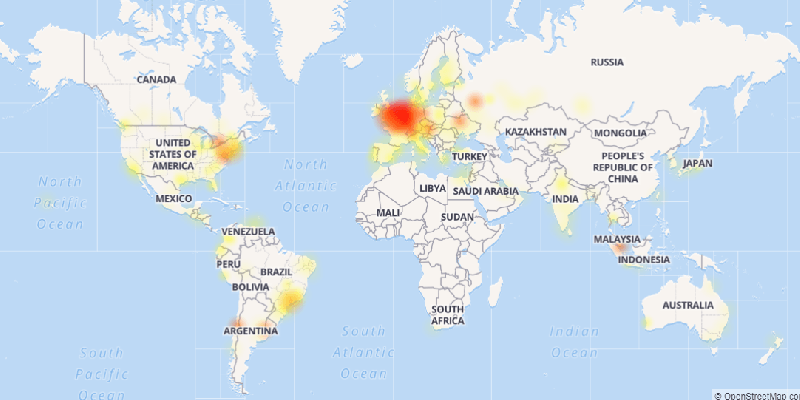 RUSSIA
CANADA
KAZAKHSTAN
MONGOLIA
UNITED
STATES OF
AMERICA
TURKEY
PEOPLE'S
REPUBLIC OF
CHINA
JAPAN
North
Atlantic
Ocean
North
Pacific
Ocean
LIBYA
SAUDI ARABIA
MEXICO
INDIA
MALI
SUDAN
VENEZUELA
MALAYSIA
INDONESIA
PERU
BRAZIL
BOLIVIA
SOUTH
AFRICA
AUSTRALIA
ARGENTINA
South
Atlantic
Ocean
Indian
Ocean
South
Pacific
Ocean
© OpenStreetMap con